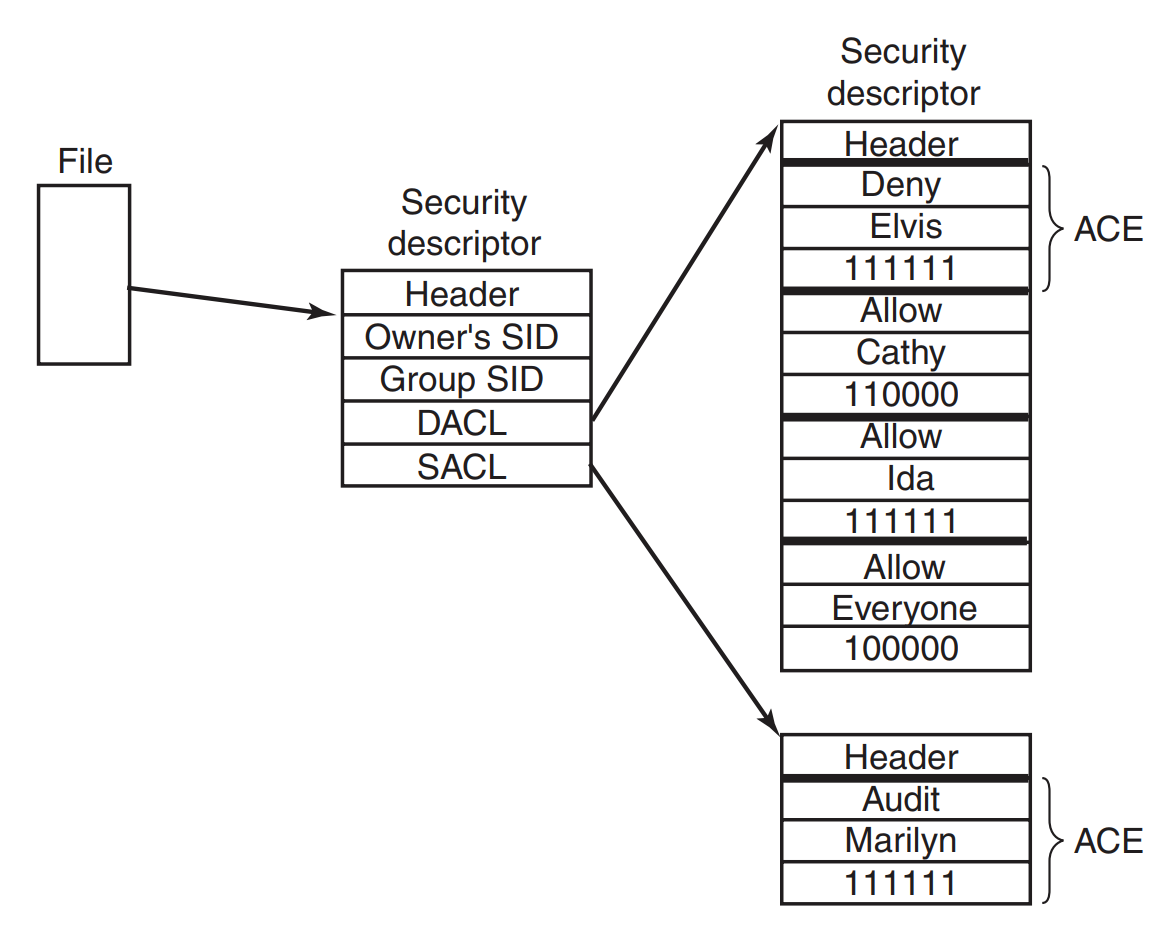 File
Security
descriptor
Header
Owner's SID
Group SID
DACL
SACL
Security
descriptor
Header
Deny
Elvis
111111
ACE
Allow
Cathy
110000
Allow
Ida
111111
Allow
Everyone
100000
Header
Audit
Marilyn
111111
ACE